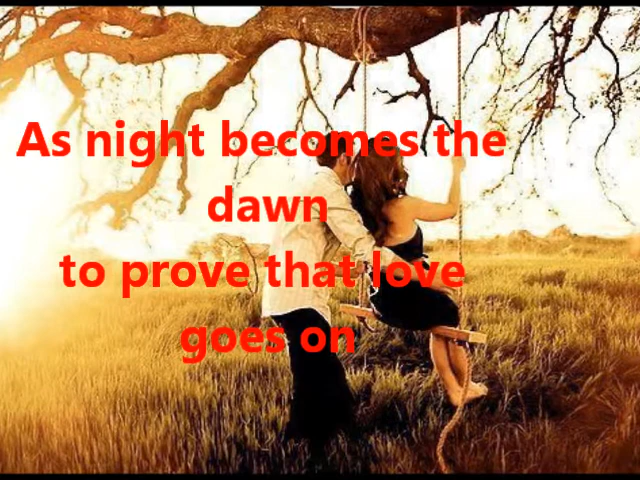 As night becomes the
dawn
to prove that love
goes on